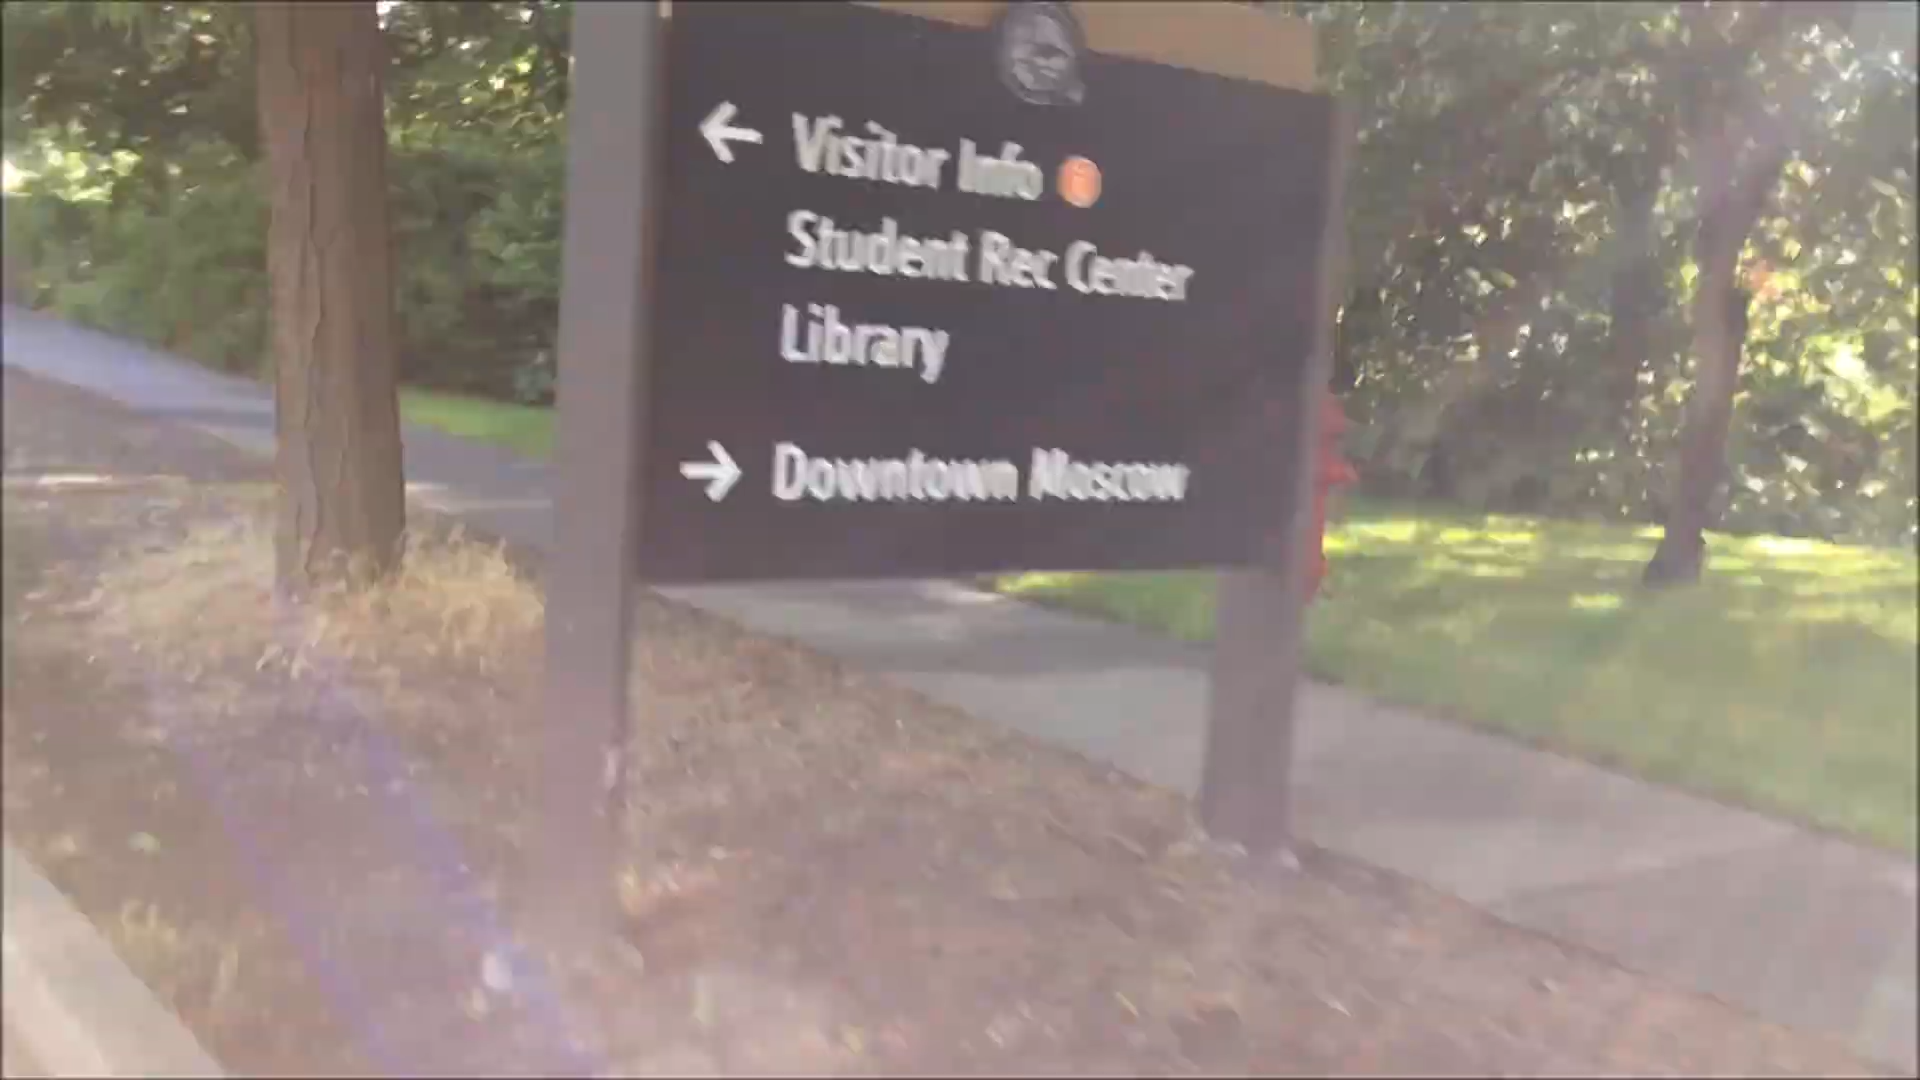 ← Visitor Info
Student Rec Center
Library
→ Downtown Moscow